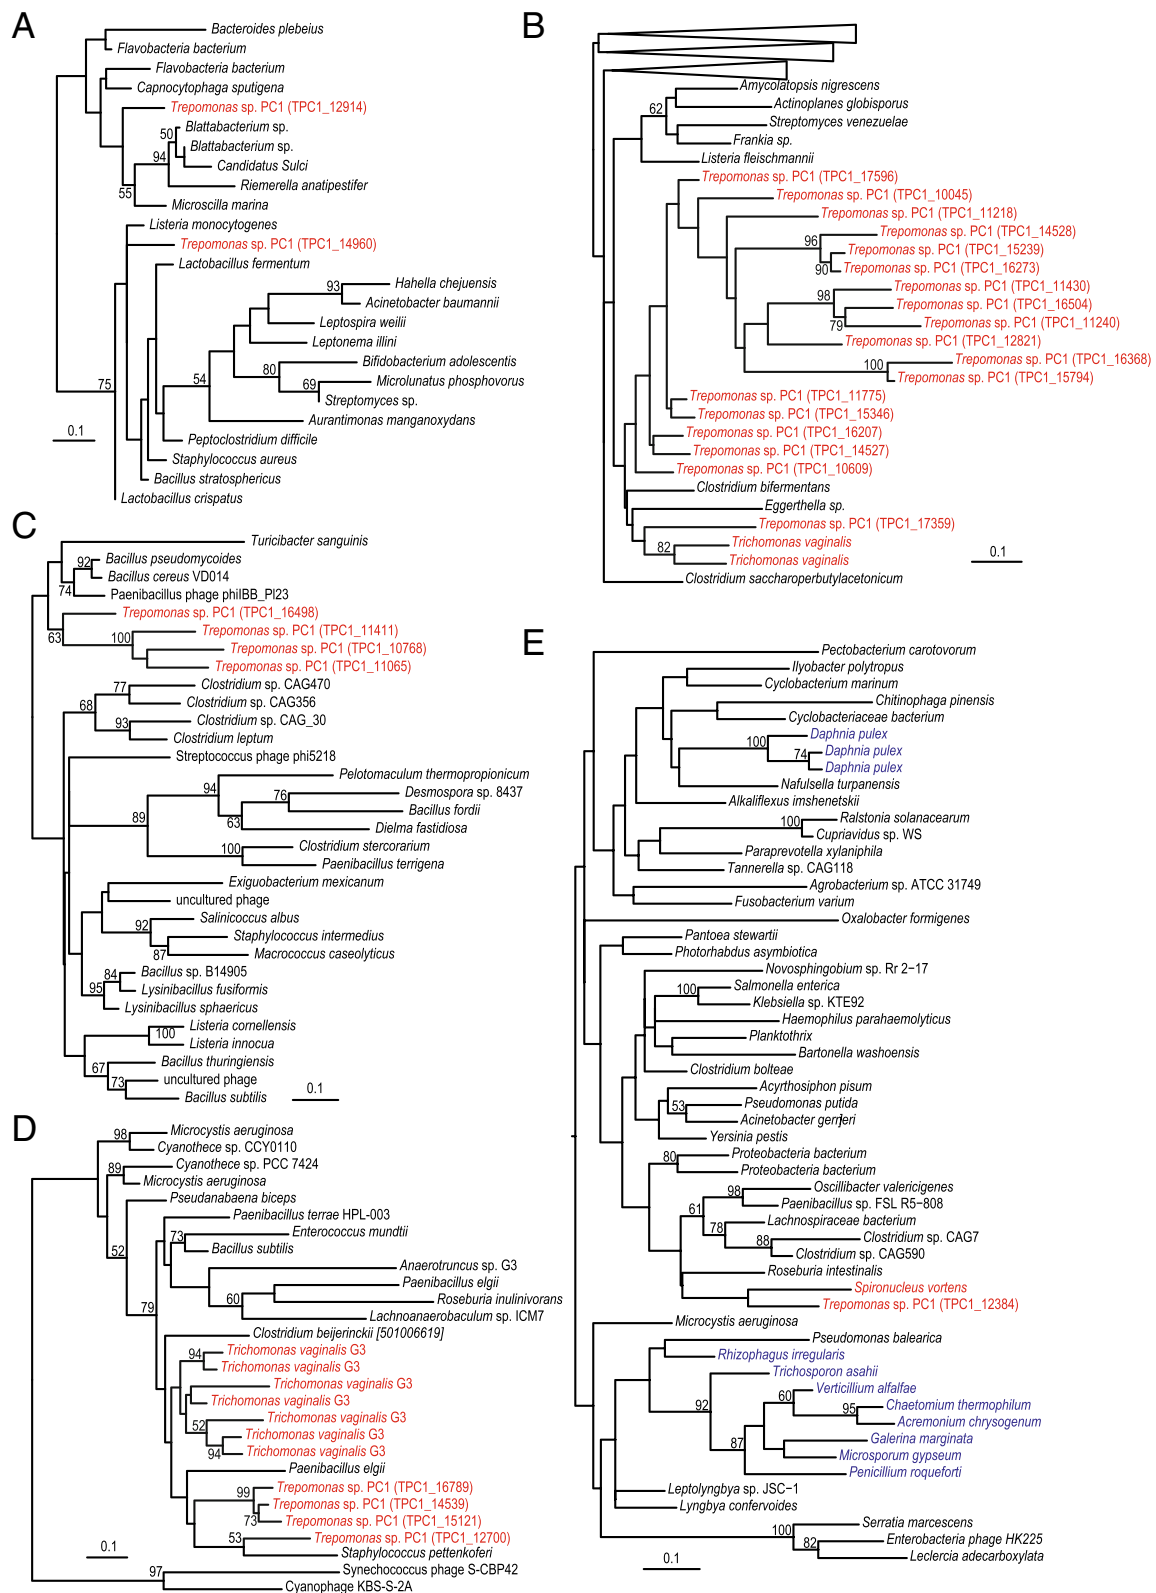 A
Bacteroides plebeius
Flavobacteria bacterium
Flavobacteria bacterium
Capnocytophaga sputigena
Trepomonas sp. PC1 (TPC1_12914)
50
Blattabacterium sp.
Blattabacterium sp.
94
Candidatus Sulci
Riemerella anatipestifer
55
Microscilla marina
Listeria monocytogenes
Trepomonas sp. PC1 (TPC1_14960)
Lactobacillus fermentum
93
Hahella chejuensis
Acinetobacter baumannii
Leptospira weilii
Leptonema illini
Bifidobacterium adolescentis
80
Microlunatus phosphovorus
75
54
69
Streptomyces sp.
Aurantimonas manganoxydans
0.1
Peptoclostridium difficile
Staphylococcus aureus
Bacillus stratosphericus
Lactobacillus crispatus
B
Amycolatopsis nigrescens
62
Actinoplanes globisporus
Streptomyces venezuelae
Frankia sp.
Listeria fleischmannii
Trepomonas sp. PC1 (TPC1_17596)
Trepomonas sp. PC1 (TPC1_10045)
Trepomonas sp. PC1 (TPC1_11218)
Trepomonas sp. PC1 (TPC1_14528)
96
Trepomonas sp. PC1 (TPC1_15239)
90
Trepomonas sp. PC1 (TPC1_16273)
Trepomonas sp. PC1 (TPC1_11430)
98
Trepomonas sp. PC1 (TPC1_16504)
79
Trepomonas sp. PC1 (TPC1_11240)
Trepomonas sp. PC1 (TPC1_12821)
100
Trepomonas sp. PC1 (TPC1_16368)
Trepomonas sp. PC1 (TPC1_15794)
Trepomonas sp. PC1 (TPC1_11775)
Trepomonas sp. PC1 (TPC1_15346)
Trepomonas sp. PC1 (TPC1_16207)
Trepomonas sp. PC1 (TPC1_14527)
Trepomonas sp. PC1 (TPC1_10609)
Clostridium bifermentans
Eggerthella sp.
Trepomonas sp. PC1 (TPC1_17359)
82
Trichomonas vaginalis
Trichomonas vaginalis
0.1
Clostridium saccharoperbutylacetonicum
C
Turicibacter sanguinis
92
Bacillus pseudomycoides
Bacillus cereus VD014
74
Paenibacillus phage phiIBB_Pl23
Trepomonas sp. PC1 (TPC1_16498)
63
100
Trepomonas sp. PC1 (TPC1_11411)
Trepomonas sp. PC1 (TPC1_10768)
Trepomonas sp. PC1 (TPC1_11065)
77
Clostridium sp. CAG470
68
Clostridium sp. CAG356
93
Clostridium sp. CAG_30
Clostridium leptum
Streptococcus phage phi5218
Pelotomaculum thermopropionicum
94
76
Desmospora sp. 8437
89
Bacillus fordii
63
Dielma fastidiosa
100
Clostridium stercorarium
Paenibacillus terrigena
Exiguobacterium mexicanum
uncultured phage
92
Salinicoccus albus
Staphylococcus intermedius
87
Macrococcus caseolyticus
84
Bacillus sp. B14905
95
Lysinibacillus fusiformis
Lysinibacillus sphaericus
Listeria cornellensis
100
Listeria innocua
67
Bacillus thuringiensis
73
uncultured phage
0.1
Bacillus subtilis
D
98
Microcystis aeruginosa
Cyanothece sp. CCY0110
89
Cyanothece sp. PCC 7424
Microcystis aeruginosa
Pseudanabaena biceps
Paenibacillus terrae HPL-003
73
Enterococcus mundtii
52
Bacillus subtilis
Anaerotruncus sp. G3
Paenibacillus elgii
60
Roseburia inulinivorans
79
Lachnoanaerobaculum sp. ICM7
Clostridium beijerinckii [501006619]
94
Trichomonas vaginalis G3
Trichomonas vaginalis G3
Trichomonas vaginalis G3
Trichomonas vaginalis G3
52
Trichomonas vaginalis G3
Trichomonas vaginalis G3
94
Trichomonas vaginalis G3
Paenibacillus elgii
99
Trepomonas sp. PC1 (TPC1_16789)
Trepomonas sp. PC1 (TPC1_14539)
73
Trepomonas sp. PC1 (TPC1_15121)
53
Trepomonas sp. PC1 (TPC1_12700)
0.1
Staphylococcus pettenkoferi
97
Synechococcus phage S-CBP42
Cyanophage KBS-S-2A
E
Pectobacterium carotovorum
Ilyobacter polytropus
Cyclobacterium marinum
Chitinophaga pinensis
Cyclobacteriaceae bacterium
100
Daphnia pulex
74
Daphnia pulex
Daphnia pulex
Nafulsella turpanensis
Alkaliflexus imshenetskii
100
Ralstonia solanacearum
Cupriavidus sp. WS
Paraprevotella xylaniphila
Tannerella sp. CAG118
Agrobacterium sp. ATCC 31749
Fusobacterium varium
Oxalobacter formigenes
Pantoea stewartii
Photorhabdus asymbiotica
Novosphingobium sp. Rr 2−17
100
Salmonella enterica
Klebsiella sp. KTE92
Haemophilus parahaemolyticus
Planktothrix
Bartonella washoensis
Clostridium bolteae
Acyrthosiphon pisum
53
Pseudomonas putida
Acinetobacter gerneri
Yersinia pestis
80
Proteobacteria bacterium
Proteobacteria bacterium
98
Oscillibacter valericigenes
61
Paenibacillus sp. FSL R5−808
78
Lachnospiraceae bacterium
88
Clostridium sp. CAG7
Clostridium sp. CAG590
Roseburia intestinalis
Spironucleus vortens
Trepomonas sp. PC1 (TPC1_12384)
Microcystis aeruginosa
Pseudomonas balearica
Rhizophagus irregularis
Trichosporon asahii
60
Verticillium alfalfae
92
95
Chaetomium thermophilum
Acremonium chrysogenum
87
Galerina marginata
Microsporum gypseum
Penicillium roqueforti
Leptolyngbya sp. JSC−1
Lyngbya confervoides
100
Serratia marcescens
82
Enterobacteria phage HK225
0.1
Leclercia adecarboxylata